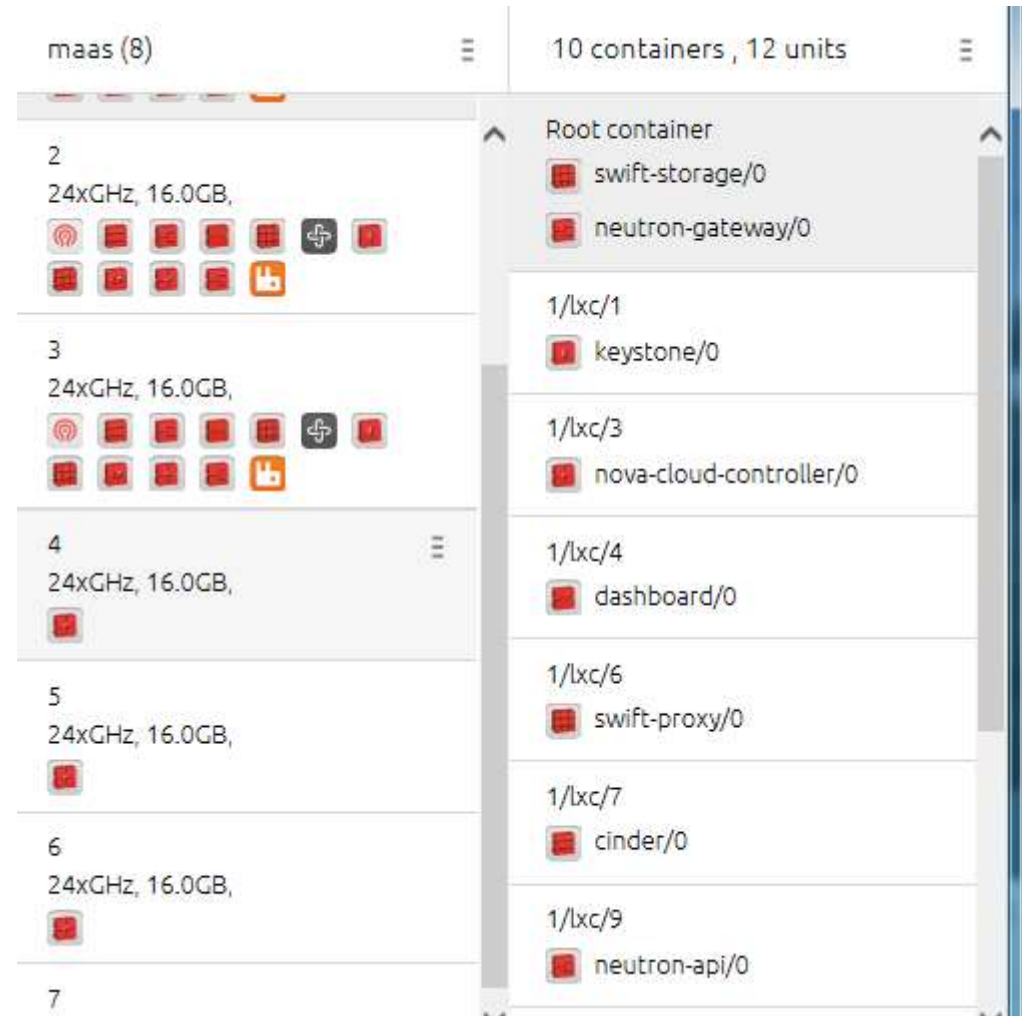 maas (8)
2
24xGHz, 16.0GB,
3
24xGHz, 16.0GB,
4
24xGHz, 16.0GB,
5
24xGHz, 16.0GB,
6
24xGHz, 16.0GB,
7
10 containers , 12 units
Root container
swift-storage/0
neutron-gateway/0
1/lxc/1
keystone/0
1/lxc/3
nova-cloud-controller/0
1/lxc/4
dashboard/0
1/lxc/6
swift-proxy/0
1/lxc/7
cinder/0
1/lxc/9
neutron-api/0